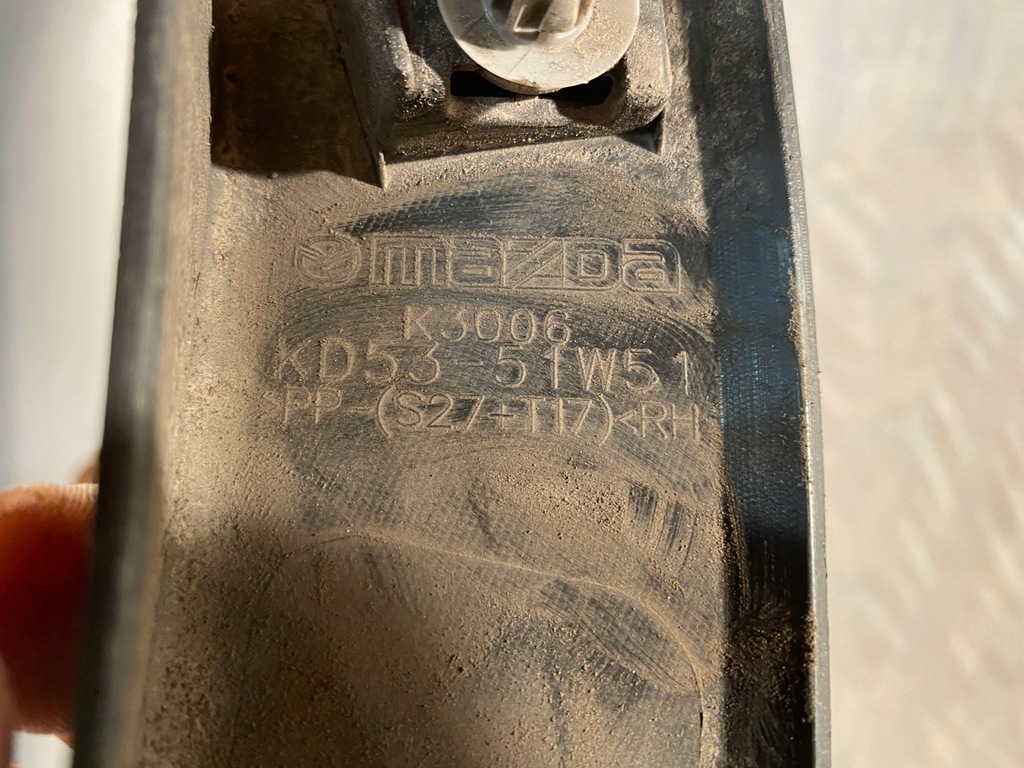 mazda
K3006
KD53-51W51
>PP-(S27+T17)<RH